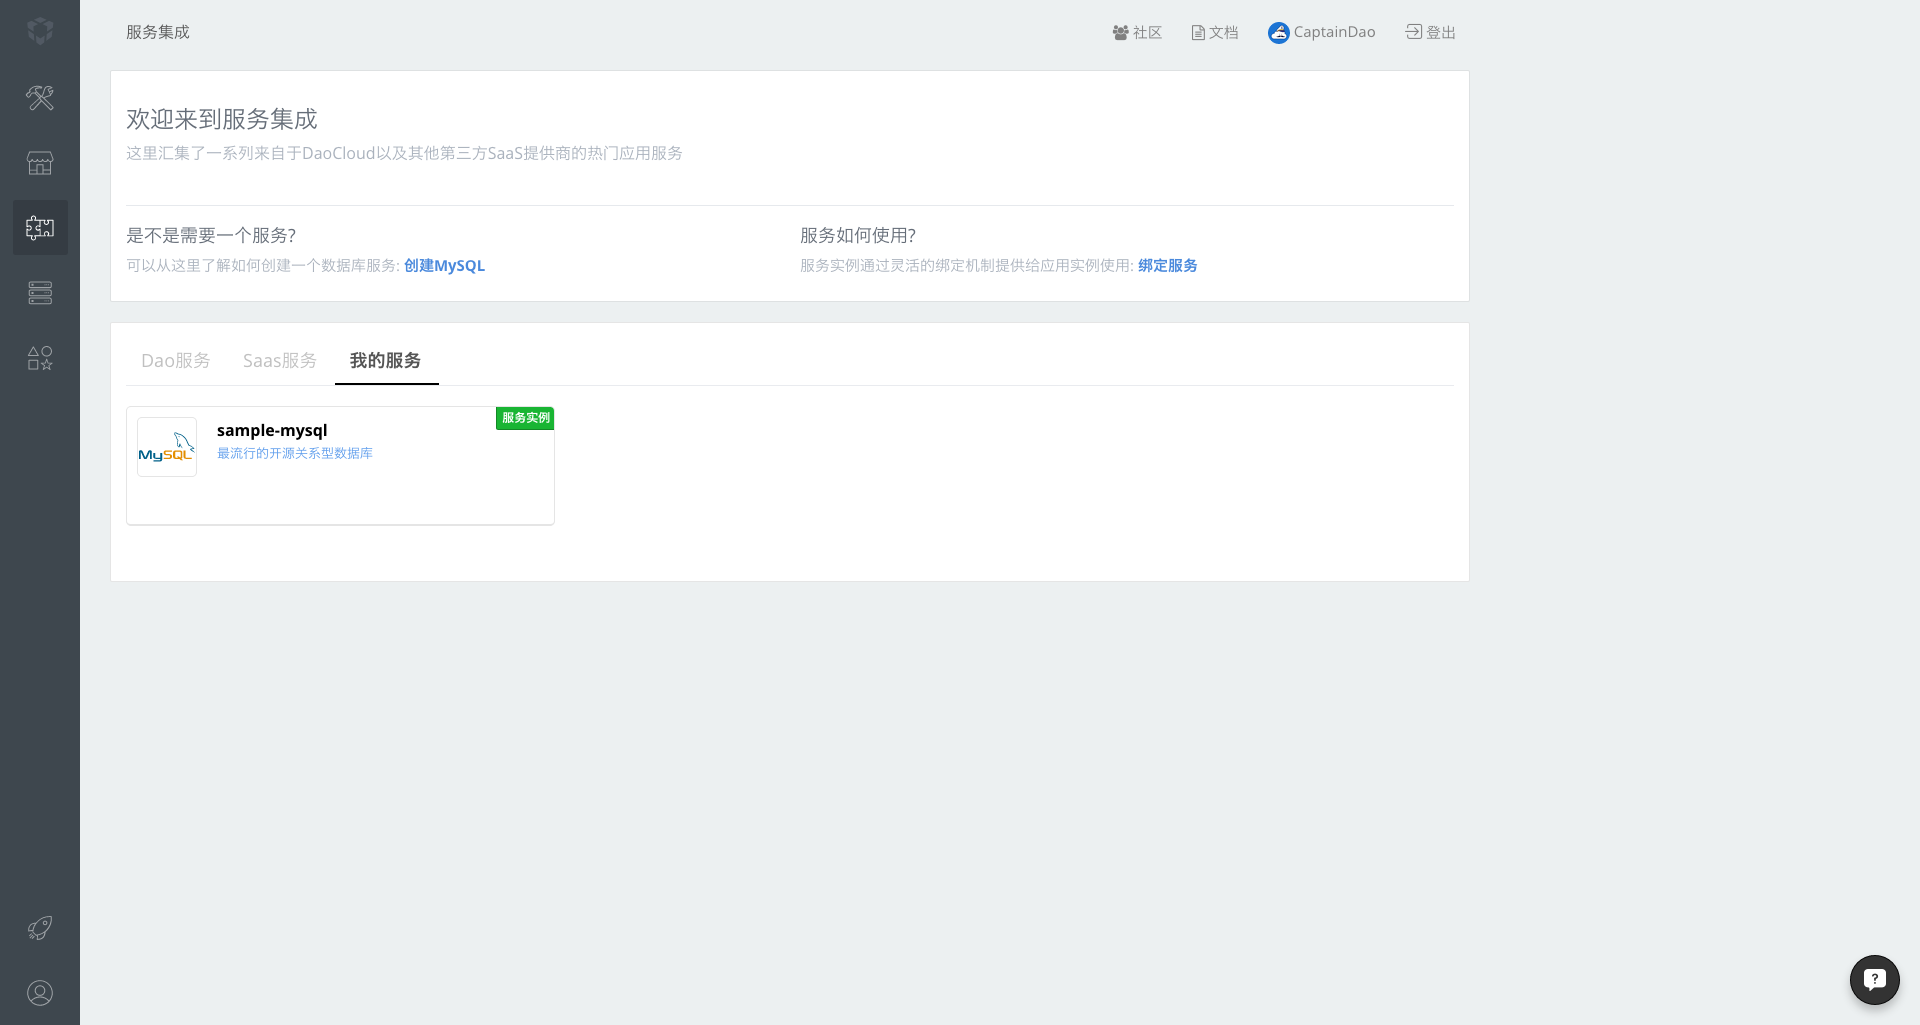 服务集成
社区
文档
CaptainDao
登出
欢迎来到服务集成
这里汇集了一系列来自于DaoCloud以及其他第三方SaaS提供商的热门应用服务
是不是需要一个服务?
可以从这里了解如何创建一个数据库服务: 创建MySQL
服务如何使用?
服务实例通过灵活的绑定机制提供给应用实例使用: 绑定服务
Dao服务
Saas服务
我的服务
MySQL
sample-mysql
服务实例
最流行的开源关系型数据库
?